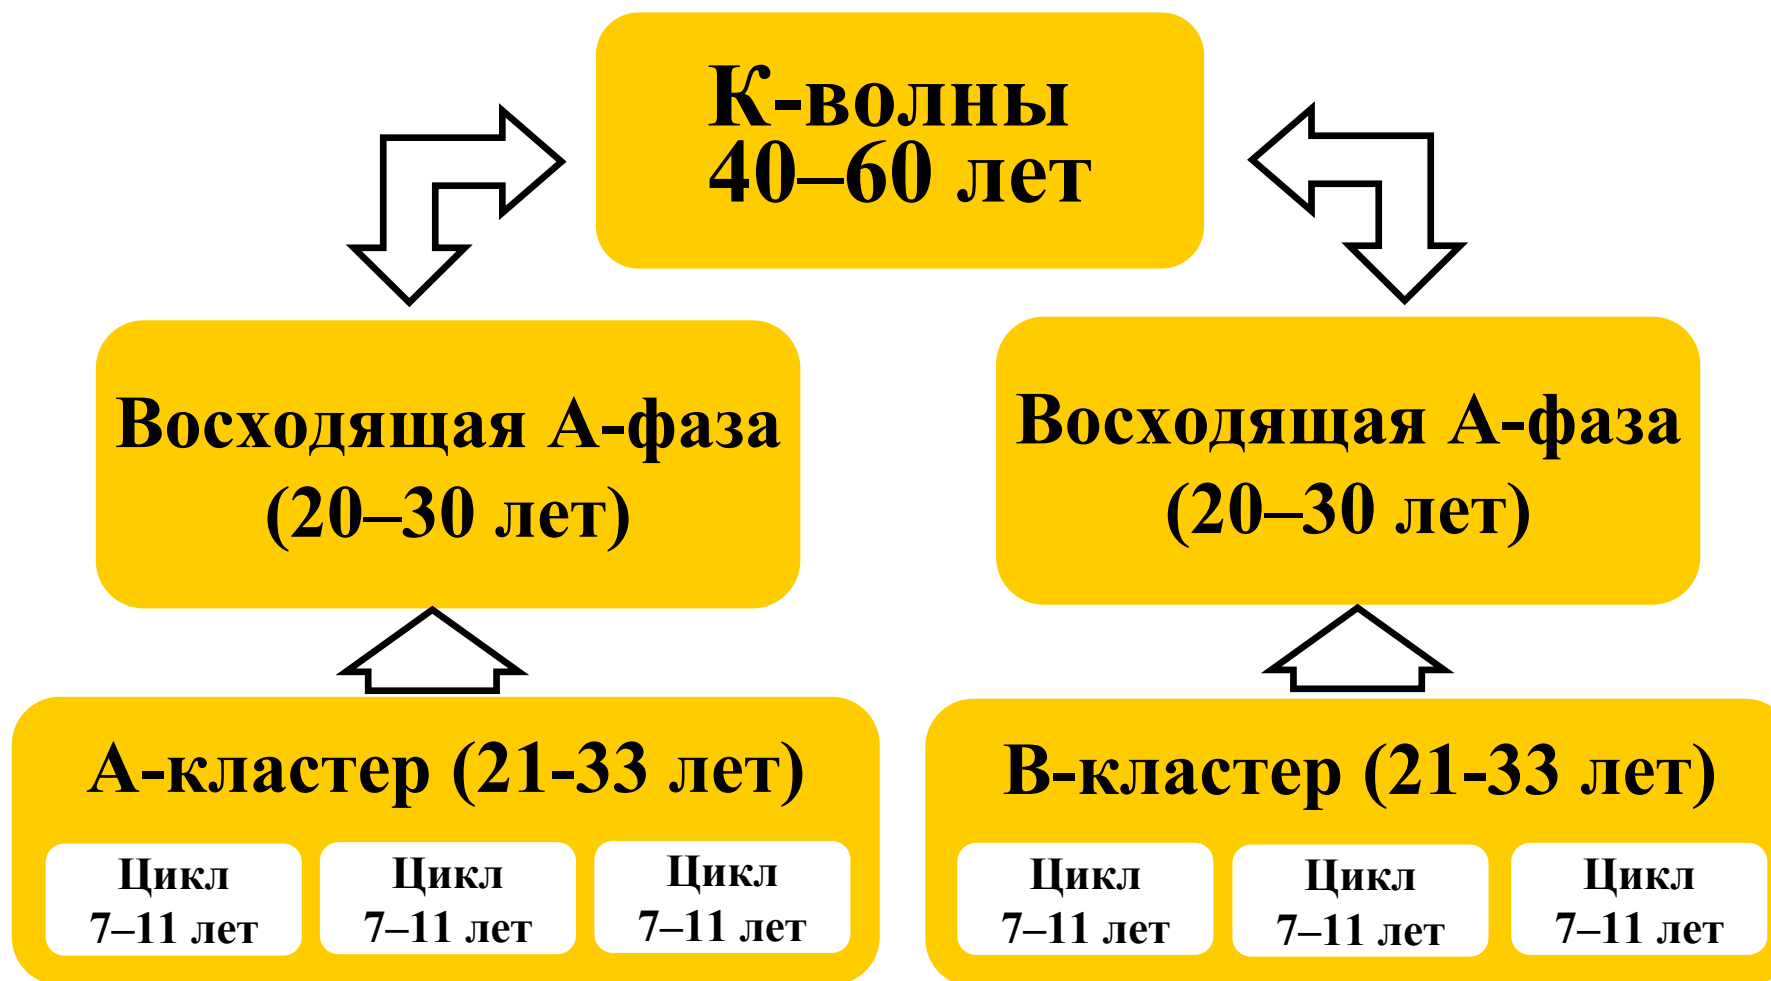 К-волны
40–60 лет
Восходящая А-фаза
(20–30 лет)
Восходящая А-фаза
(20–30 лет)
А-кластер (21-33 лет)
Цикл
7–11 лет
Цикл
7–11 лет
Цикл
7–11 лет
В-кластер (21-33 лет)
Цикл
7–11 лет
Цикл
7–11 лет
Цикл
7–11 лет